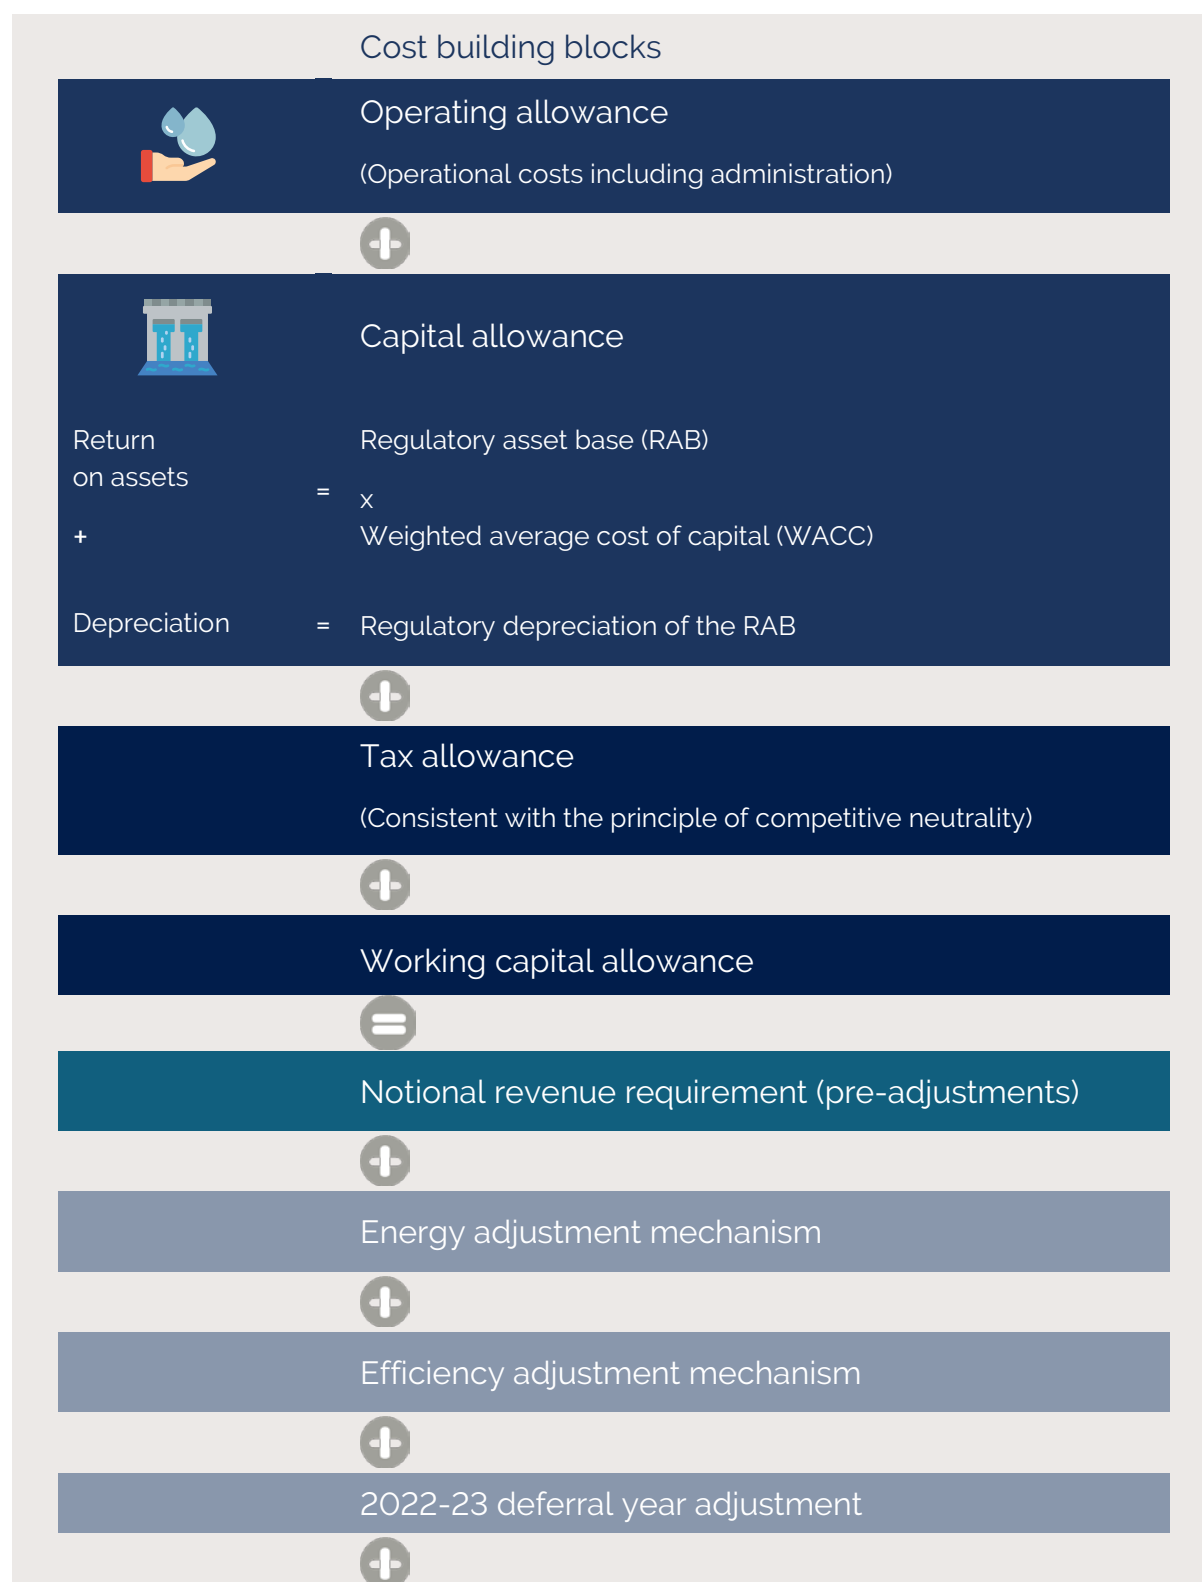 Cost building blocks
Operating allowance
(Operational costs including administration)
Capital allowance
Return
on assets
=
Regulatory asset base (RAB)
x
Weighted average cost of capital (WACC)
+
Depreciation
=
Regulatory depreciation of the RAB
Tax allowance
(Consistent with the principle of competitive neutrality)
Working capital allowance
Notional revenue requirement (pre-adjustments)
Energy adjustment mechanism
Efficiency adjustment mechanism
2022-23 deferral year adjustment